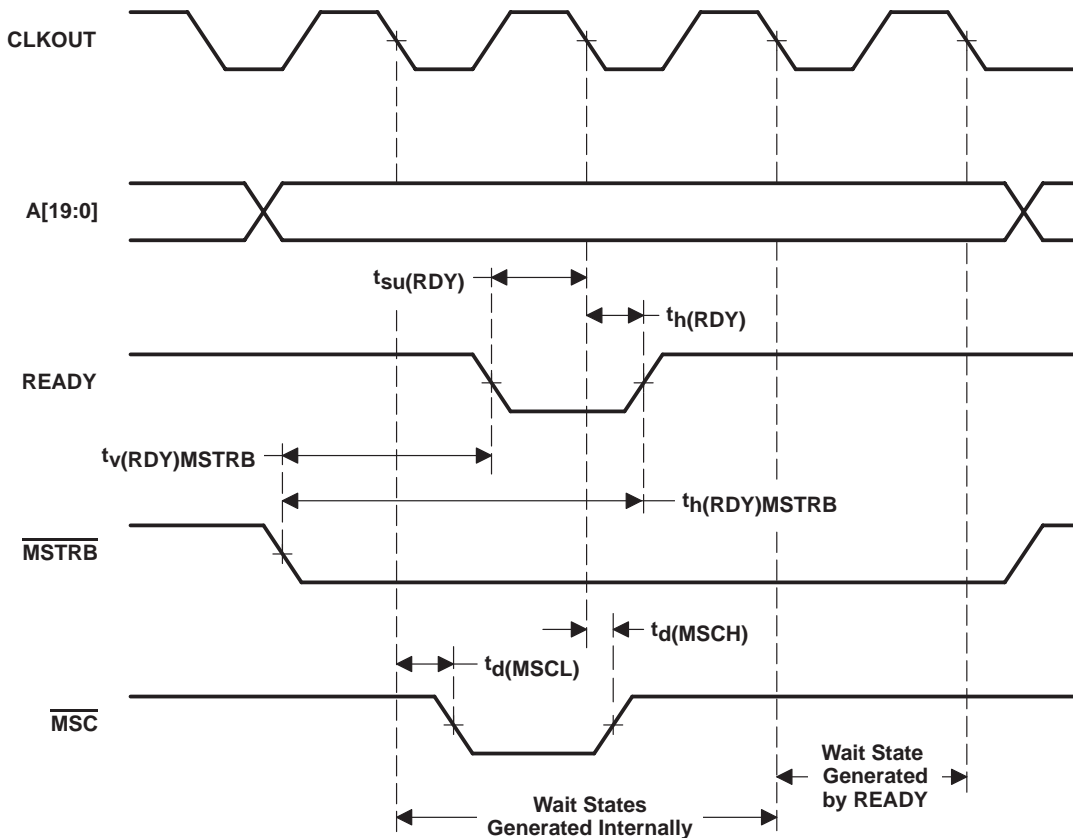 CLKOUT
A[19:0]
tsu(RDY)
th(RDY)
READY
tv(RDY)MSTRB
th(RDY)MSTRB
MSTRB
td(MSCH)
td(MSCL)
MSC
Wait State
Generated
by READY
Wait States
Generated Internally